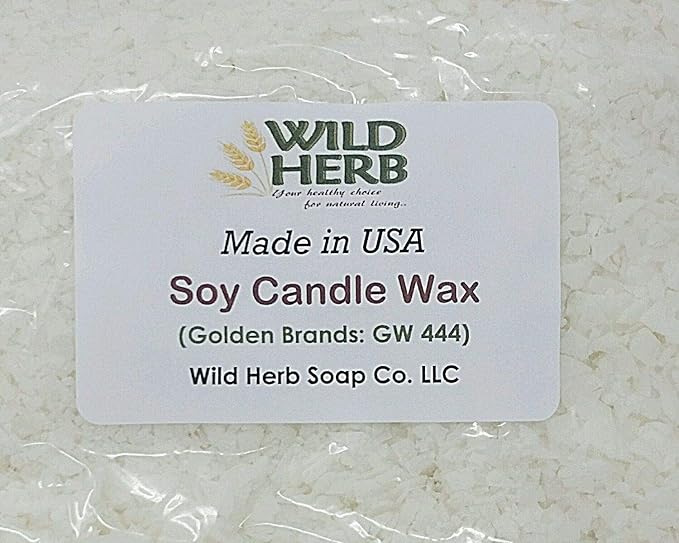 WILD
HERB
Your healthy choice
for natural living..
Made in USA
Soy Candle Wax
(Golden Brands: GW 444)
Wild Herb Soap Co. LLC